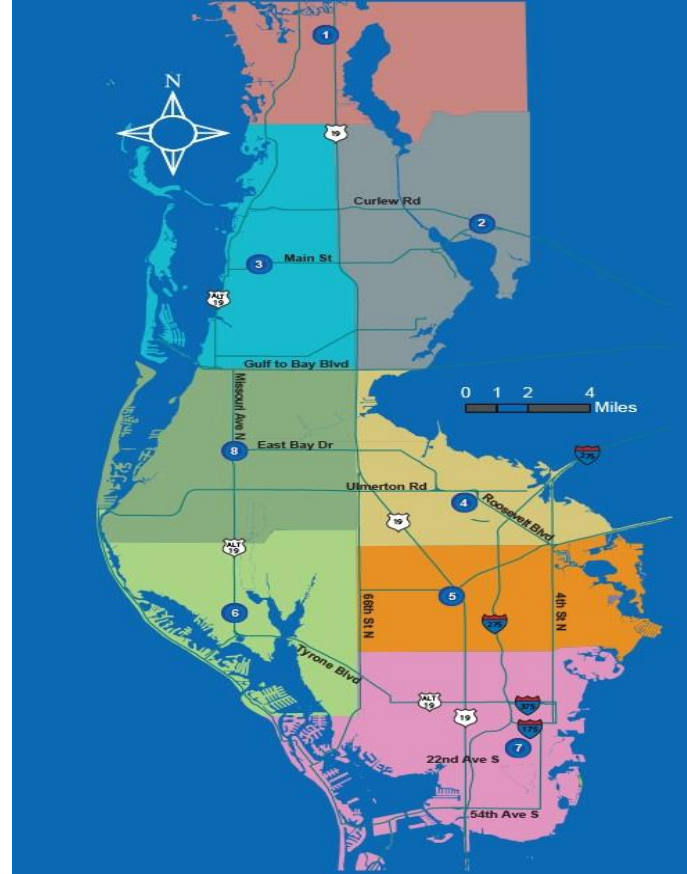 1
N
19
Curlew Rd
2
Main St
3
ALT
19
Gulf to Bay Blvd
Missouri Ave N
0 1 2 4
Miles
East Bay Dr
8
275
Ulmerton Rd
4
Roosevelt Blvd
19
ALT
19
5
66th St N
4th St N
6
275
Tyrone Blvd
ALT
19
375
19
175
7
22nd Ave S
54th Ave S